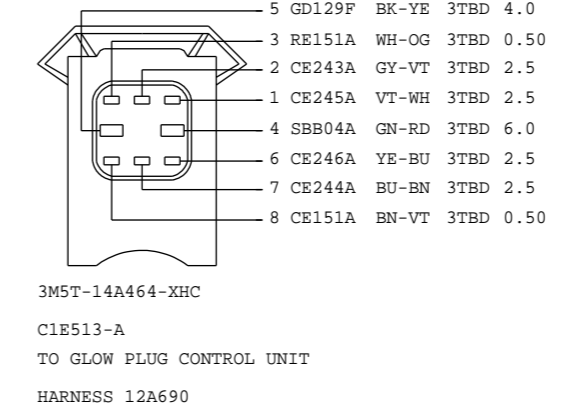 5 GD129F BK-YE 3TBD 4.0
3 RE151A WH-OG 3TBD 0.50
2 CE243A GY-VT 3TBD 2.5
1 CE245A VT-WH 3TBD 2.5
4 SBB04A GN-RD 3TBD 6.0
6 CE246A YE-BU 3TBD 2.5
7 CE244A BU-BN 3TBD 2.5
8 CE151A BN-VT 3TBD 0.50
3M5T-14A464-XHC
C1E513-A
TO GLOW PLUG CONTROL UNIT
HARNESS 12A690